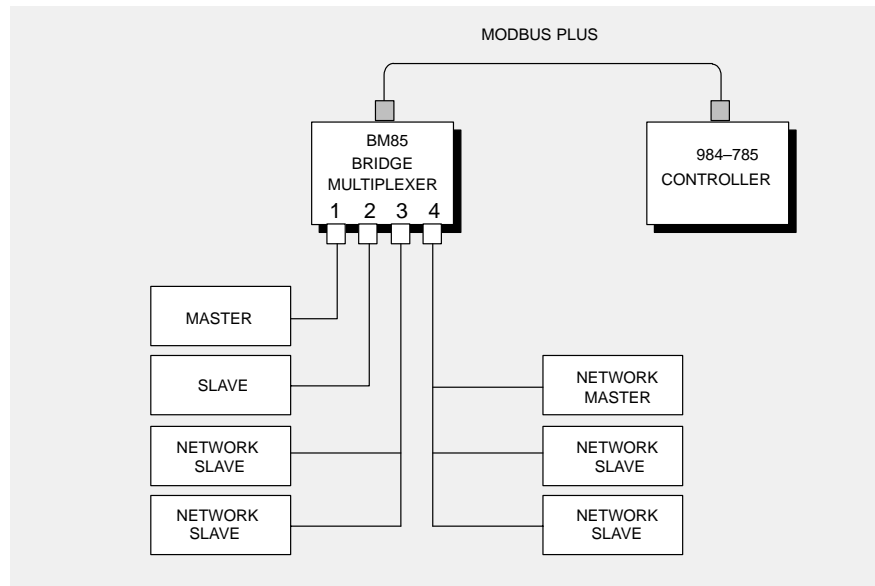 MODBUS PLUS
BM85
BRIDGE
MULTIPLEXER
1 2 3 4
984–785
CONTROLLER
MASTER
SLAVE
NETWORK
SLAVE
NETWORK
SLAVE
NETWORK
MASTER
NETWORK
SLAVE
NETWORK
SLAVE